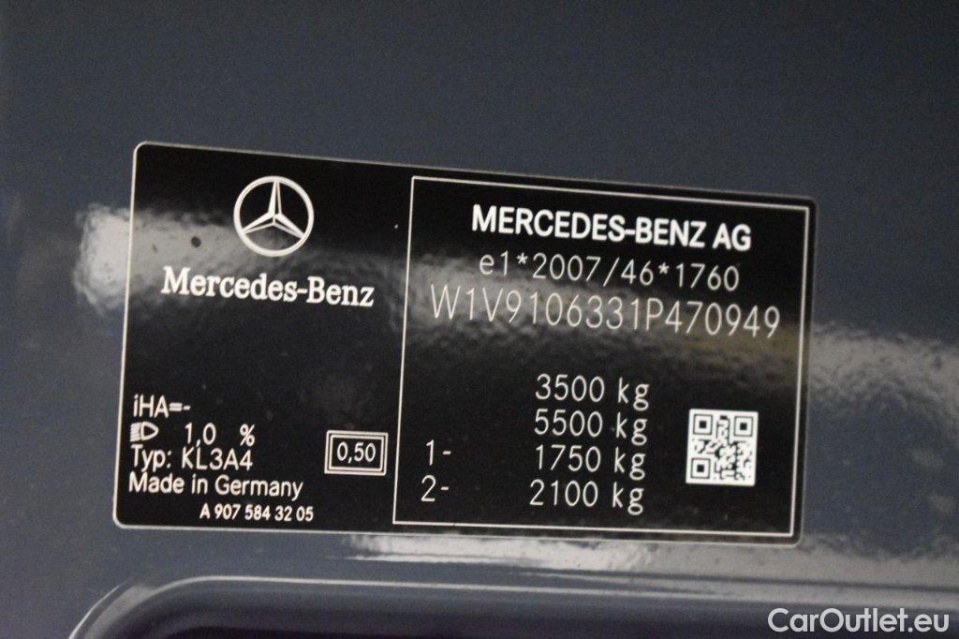 Mercedes-Benz
iHA=-
1,0 %
Typ: KL3A4
Made in Germany
0,50
A 907 584 32 05
MERCEDES-BENZ AG
e1*2007/46*1760
W1V9106331P470949
3500 kg
5500 kg
1- 1750 kg
2- 2100 kg
CarOutlet.eu